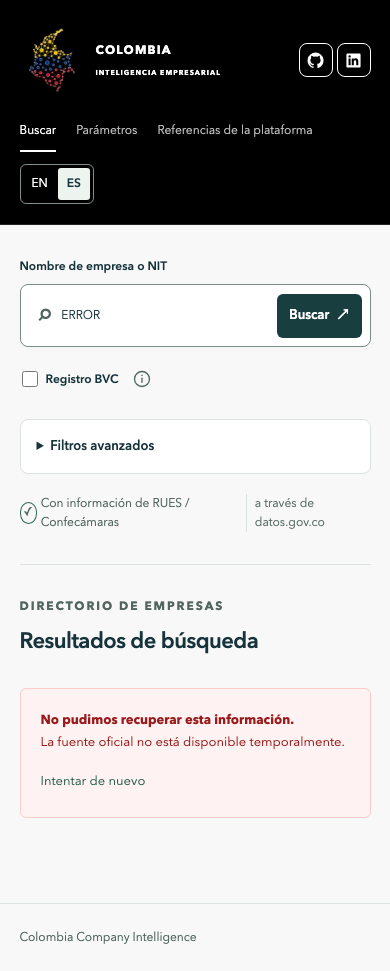 COLOMBIA
INTELIGENCIA EMPRESARIAL
Buscar
Parámetros
Referencias de la plataforma
EN
ES
Nombre de empresa o NIT
ERROR
Buscar ↗
Registro BVC
▶ Filtros avanzados
Con información de RUES /
Confecámaras
a través de
datos.gov.co
DIRECTORIO DE EMPRESAS
Resultados de búsqueda
No pudimos recuperar esta información.
La fuente oficial no está disponible temporalmente.
Intentar de nuevo
Colombia Company Intelligence